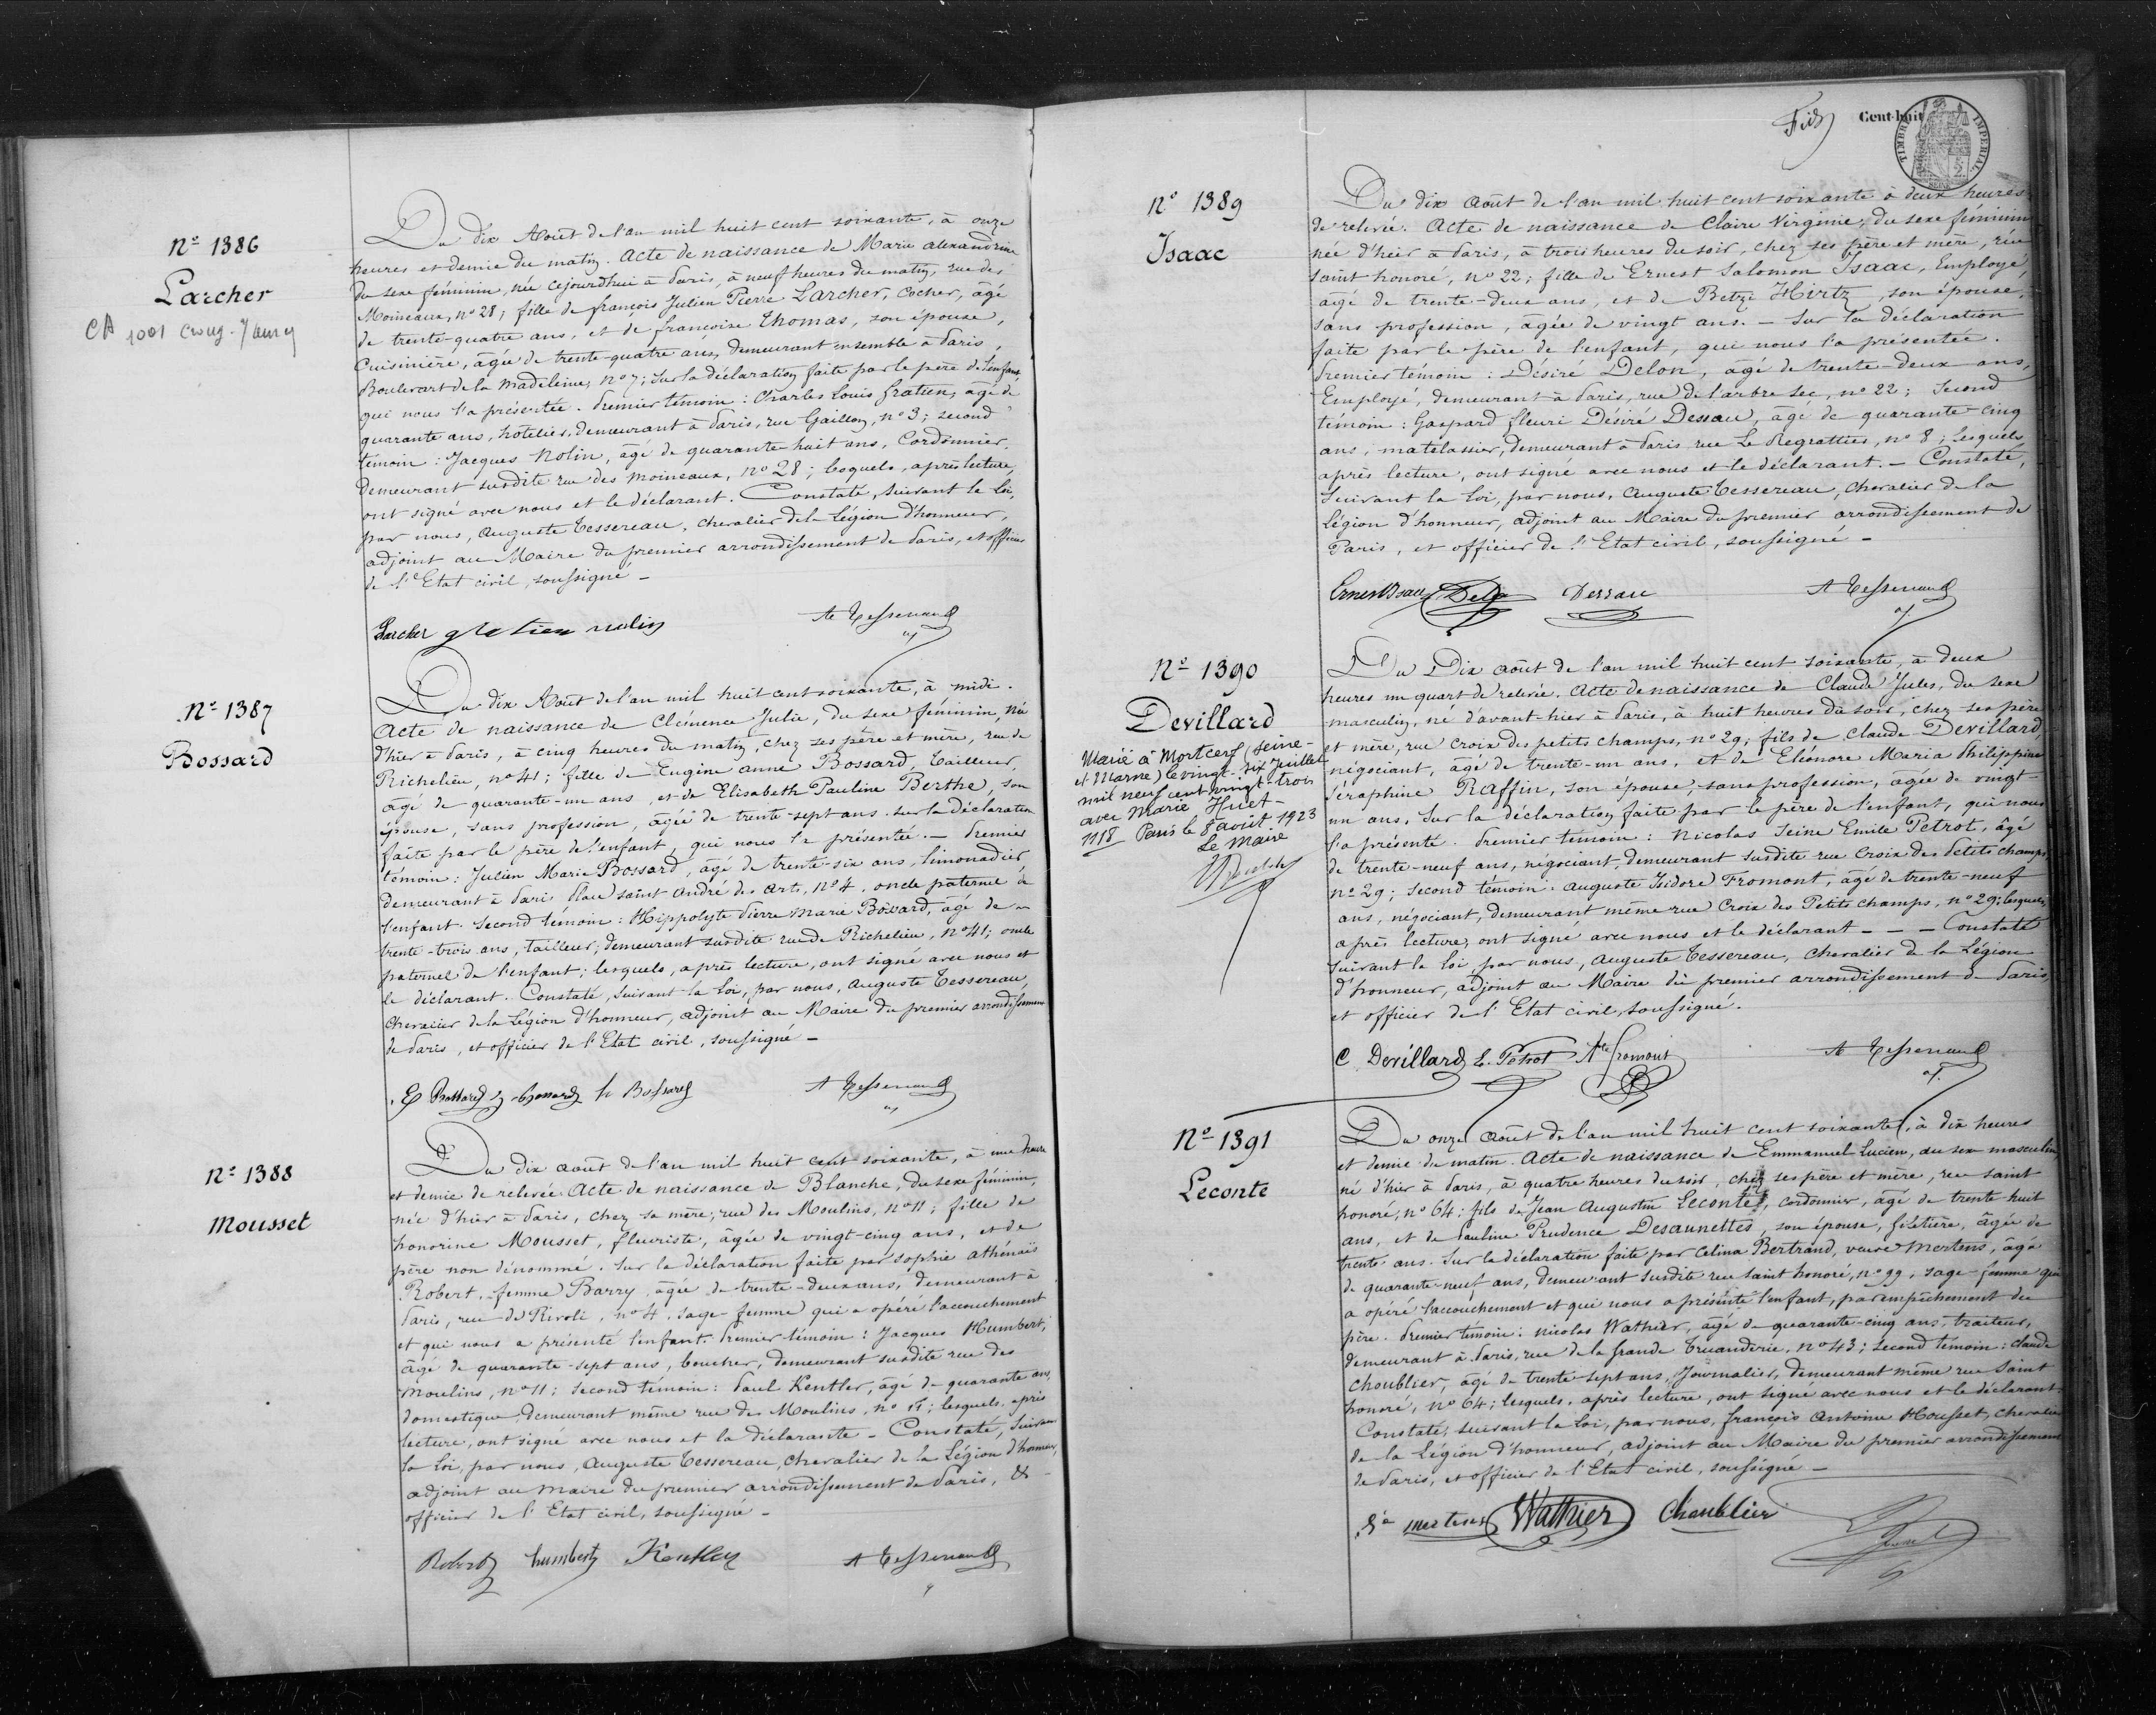 Nº 1386
Larcher
CA 1001
Du dix Août de l'an mil huit cent soixante, à onze
heures et demie du matin. Acte de naissance de Marie alexandrine
du sexe féminin, née cejourdhui à Paris, à neuf heures du matin, rue des
Moineaux, nº 28; fille de françois Julien Pierre Larcher, Cocher, âgé
de trente-quatre ans, et de françoise Thomas, son épouse,
Cuisinière, âgée de trente-quatre ans, demeurant ensemble à Paris,
Boulevart de la Madeleine, nº 7; Sur la déclaration faite par le père de l'enfant
qui nous l'a présentée. Premier témoin: Charles Louis Gratien, âgé de
quarante ans, hotelier, demeurant à Paris, rue Gaillon, nº 3; second
témoin: Jacques Nolin, âgé de quarante huit ans, Cordonnier,
demeurant susdite rue des Moineaux, nº 28; lesquels, après lecture,
ont signé avec nous et le déclarant. Constaté, suivant la loi,
par nous, Auguste Tessereau, chevalier de la Légion d'honneur,
adjoint au Maire du premier arrondissement de Paris, et officier
de l'Etat civil, soussigné -
Larcher gratien nolin A Tessereau
Nº 1387
Bossard
Du dix Août de l'an mil huit cent soixante, à midi.
Acte de naissance de Clémence Julie, du sexe féminin, née
d'hier à Paris, à cinq heures du matin, chez ses père et mère, rue de
Richelieu, nº 41; fille de Eugène anne Bossard, tailleur,
âgé de quarante-un ans, et de Elisabeth Pauline Berthe, son
épouse, sans profession, âgée de trente-sept ans. Sur la déclaration
faite par le père de l'enfant, qui nous l'a présentée. - Premier
témoin: Julien Marie Bossard, âgé de trente-six ans, limonadier,
demeurant à Paris Place saint André des Arts, nº 4, oncle paternel de
l'enfant. Second témoin: Hippolyte Pierre Marie Bossard, âgé de
trente-trois ans, tailleur, demeurant susdite rue de Richelieu, nº 41; oncle
paternel de l'enfant; lesquels, après lecture, ont signé avec nous et
le déclarant. Constaté, suivant la loi, par nous, Auguste Tessereau,
Chevalier de la Légion d'honneur, adjoint au Maire du premier arrondissement
de Paris, et officier de l'Etat civil, soussigné -
E Bossard J Bossard h Bossard A Tessereau
Nº 1388
Mousset
Du dix août de l'an mil huit cent soixante, à une heure
et demie de relevée. Acte de naissance de Blanche, du sexe féminin,
née d'hier à Paris, chez sa mère, rue des Moulins, nº 11; fille de
honorine Mousset, fleuriste, âgée de vingt-cinq ans, et de
père non dénommé. Sur la déclaration faite par Sophie athénaïs
Robert, femme Barry, âgée de trente-deux ans, demeurant à
Paris, rue de Rivoli, nº 4, sage-femme qui a opéré l'accouchement
et qui nous a présenté l'enfant. Premier témoin: Jacques Humbert,
âgé de quarante-sept ans, boucher, demeurant susdite rue des
Moulins, nº 11; second témoin: Paul Kentler, âgé de quarante ans,
domestique, demeurant même rue des Moulins, nº 11; lesquels, après
lecture, ont signé avec nous et la déclarante - Constaté, suivant
la loi, par nous, Auguste Tessereau, chevalier de la Légion d'honneur,
adjoint au maire du premier arrondissement de Paris, &
officier de l'Etat civil, soussigné -
Robert humbert Kentler A Tessereau
Cent-huit
TIMBRE IMPERIAL
Nº 1389
Isaac
Du dix août de l'an mil huit cent soixante à deux heures
de relevée. Acte de naissance de Claire Virginie, du sexe féminin
née d'hier à Paris, à trois heures du soir, chez ses père et mère, rue
saint honoré, nº 22; fille de Ernest Salomon Isaac, Employé,
âgé de trente-deux ans, et de Betzi Hirtz, son épouse,
sans profession, âgée de vingt ans. - Sur la déclaration
faite par le père de l'enfant, qui nous l'a présentée.
Premier témoin: Désiré Delon, âgé de trente-deux ans,
Employé, demeurant à Paris, rue de l'arbre sec, nº 22; Second
témoin: Gaspard fleuri Désiré Dessau, âgé de quarante-cinq
ans, matelassier, demeurant à Paris rue Le Regrattier, nº 8; lesquels,
après lecture, ont signé avec nous et le déclarant. - Constaté,
suivant la loi, par nous, Auguste Tessereau, chevalier de la
Légion d'honneur, adjoint au Maire du premier arrondissement de
Paris, et officier de l'Etat civil, soussigné -
Ernest Isaac Delon Dessau A Tessereau
Nº 1390
Devillard
Marié à Mortcerf (Seine-
et Marne) le vingt-six Juillet
mil neuf cent vingt trois
avec Marie Huet -
1118 Paris le 8 août 1923
Le Maire
Du Dix août de l'an mil huit cent soixante, à deux
heures un quart de relevée. Acte de naissance de Claude Jules, du sexe
masculin, né d'avant-hier à Paris, à huit heures du soir, chez ses père
et mère, rue croix des petits champs, nº 29; fils de Claude Devillard,
négociant, âgé de trente-un ans, et de Eléonore Maria Philippine
Séraphine Raffin, son épouse, sans profession, âgée de vingt-
un ans. Sur la déclaration faite par le père de l'enfant, qui nous
l'a présenté. Premier témoin: Nicolas Seine Emile Petrot, âgé
de trente-neuf ans, négociant, demeurant susdite rue Croix des Petits champs
nº 29; second témoin: Auguste Isidore Fromont, âgé de trente-neuf
ans, négociant, demeurant même rue Croix des Petits champs, nº 29; lesquels,
après lecture, ont signé avec nous et le déclarant - - - Constaté
suivant la loi par nous, Auguste Tessereau, chevalier de la Légion
d'honneur, adjoint au Maire du premier arrondissement de Paris,
et officier de l'Etat civil, soussigné.
C Devillard E. Petrot Ate fromont A Tessereau
Nº 1391
Leconte
Du onze août de l'an mil huit cent soixante, à dix heures
et demie du matin. Acte de naissance de Emmanuel Lucien, du sexe masculin
né d'hier à Paris, à quatre heures du soir, chez ses père et mère, rue saint
honoré, nº 64; fils de Jean Augustin Leconte, cordonnier, âgé de trente-huit
ans, et de Pauline Prudence Desaunettes, son épouse, giletière, âgée de
trente ans. Sur la déclaration faite par Celina Bertrand, veuve Mertens, âgée
de quarante-neuf ans, demeurant susdite rue saint honoré, nº 99, sage-femme qui
a opéré l'accouchement et qui nous a présenté l'enfant, par empêchement du
père. Premier témoin: Nicolas Wathier, âgé de quarante-cinq ans, traiteur,
demeurant à Paris, rue de la grande Truanderie, nº 43; second témoin: claude
Choublier, âgé de trente-sept ans, Journalier, demeurant même rue saint
honoré, nº 64; lesquels, après lecture, ont signé avec nous et le déclarant.
Constaté, suivant la loi, par nous, françois Antoine Housset, chevalier
de la Légion d'honneur, adjoint au Maire du premier arrondissement
de Paris, et officier de l'Etat civil, soussigné -
Mertens Wathier Choublier